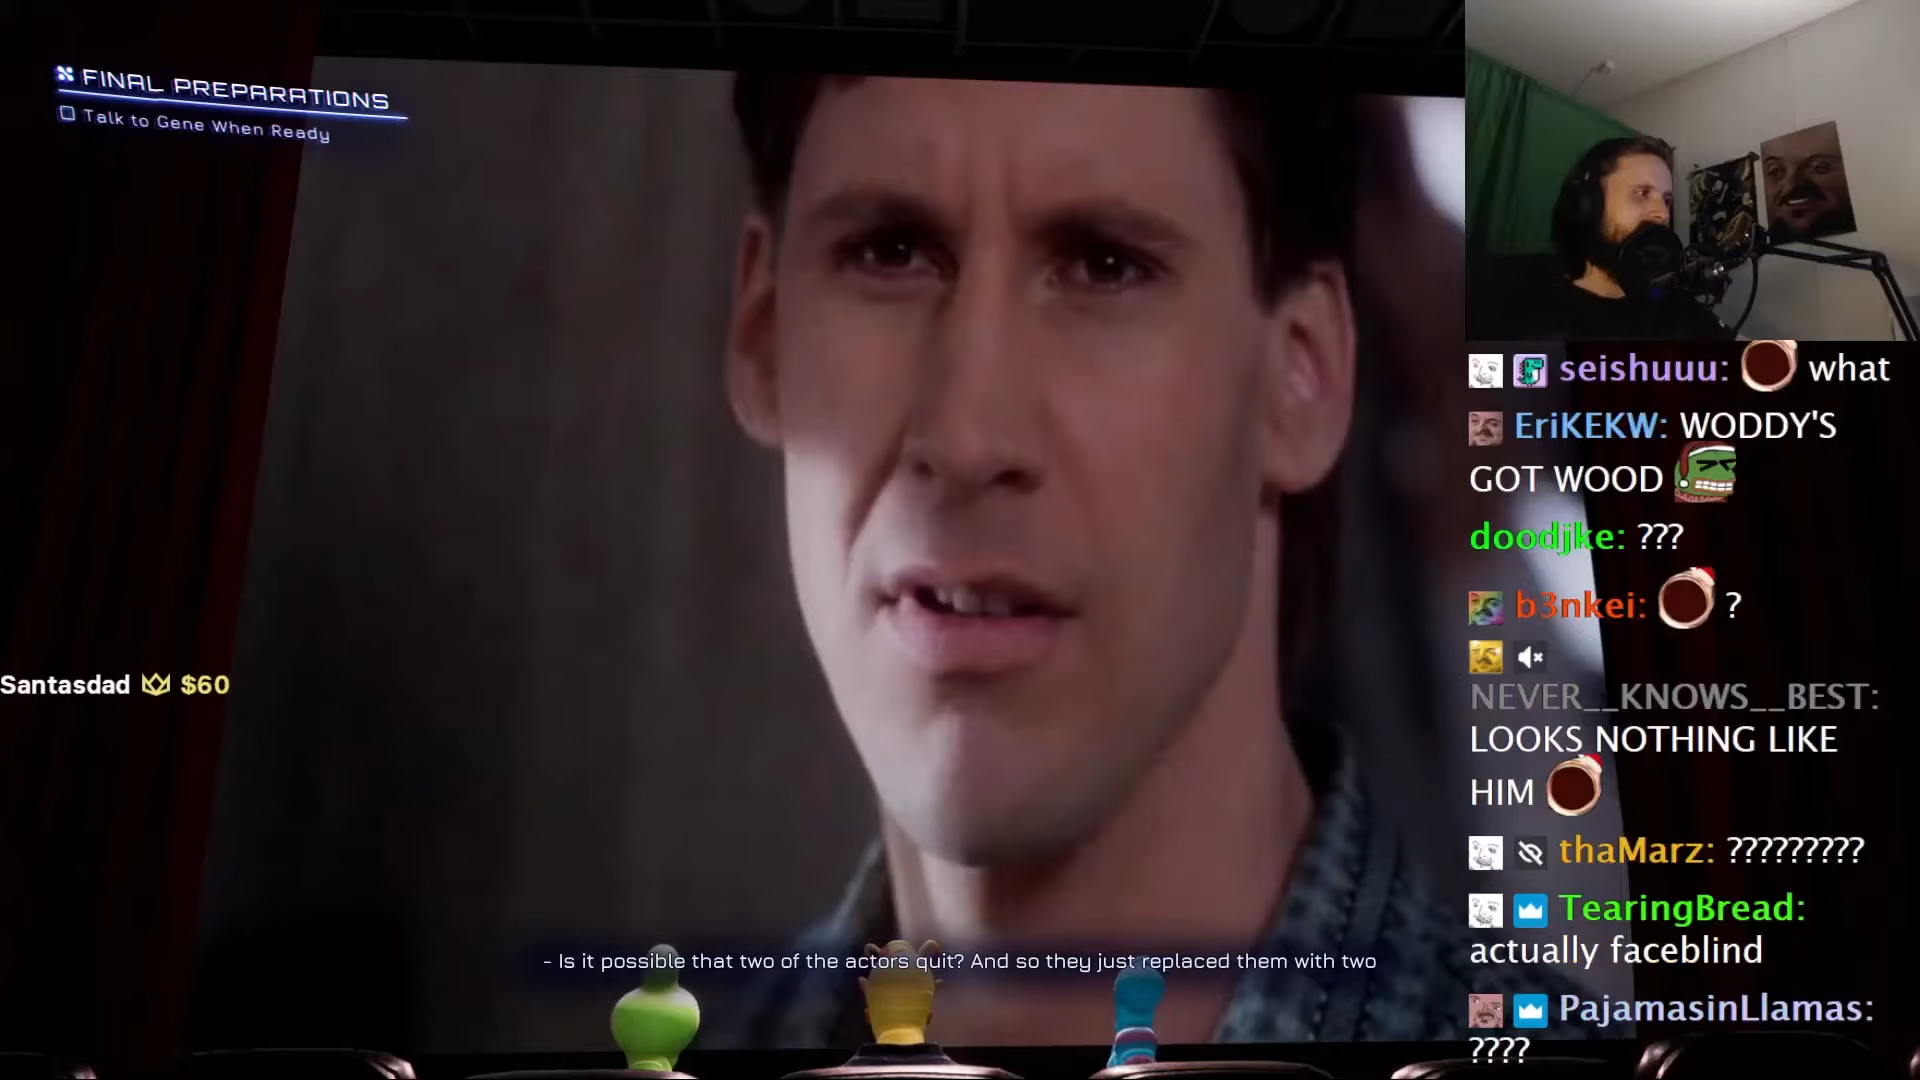 FINAL PREPARATIONS
Talk to Gene When Ready
Santasdad $60
- Is it possible that two of the actors quit? And so they just replaced them with two
seishuuu: what
EriKEKW: WODDY'S
GOT WOOD
doodjke: ???
b3nkei: ?
NEVER__KNOWS__BEST:
LOOKS NOTHING LIKE
HIM
thaMarz: ?????????
TearingBread:
actually faceblind
PajamasinLlamas:
????